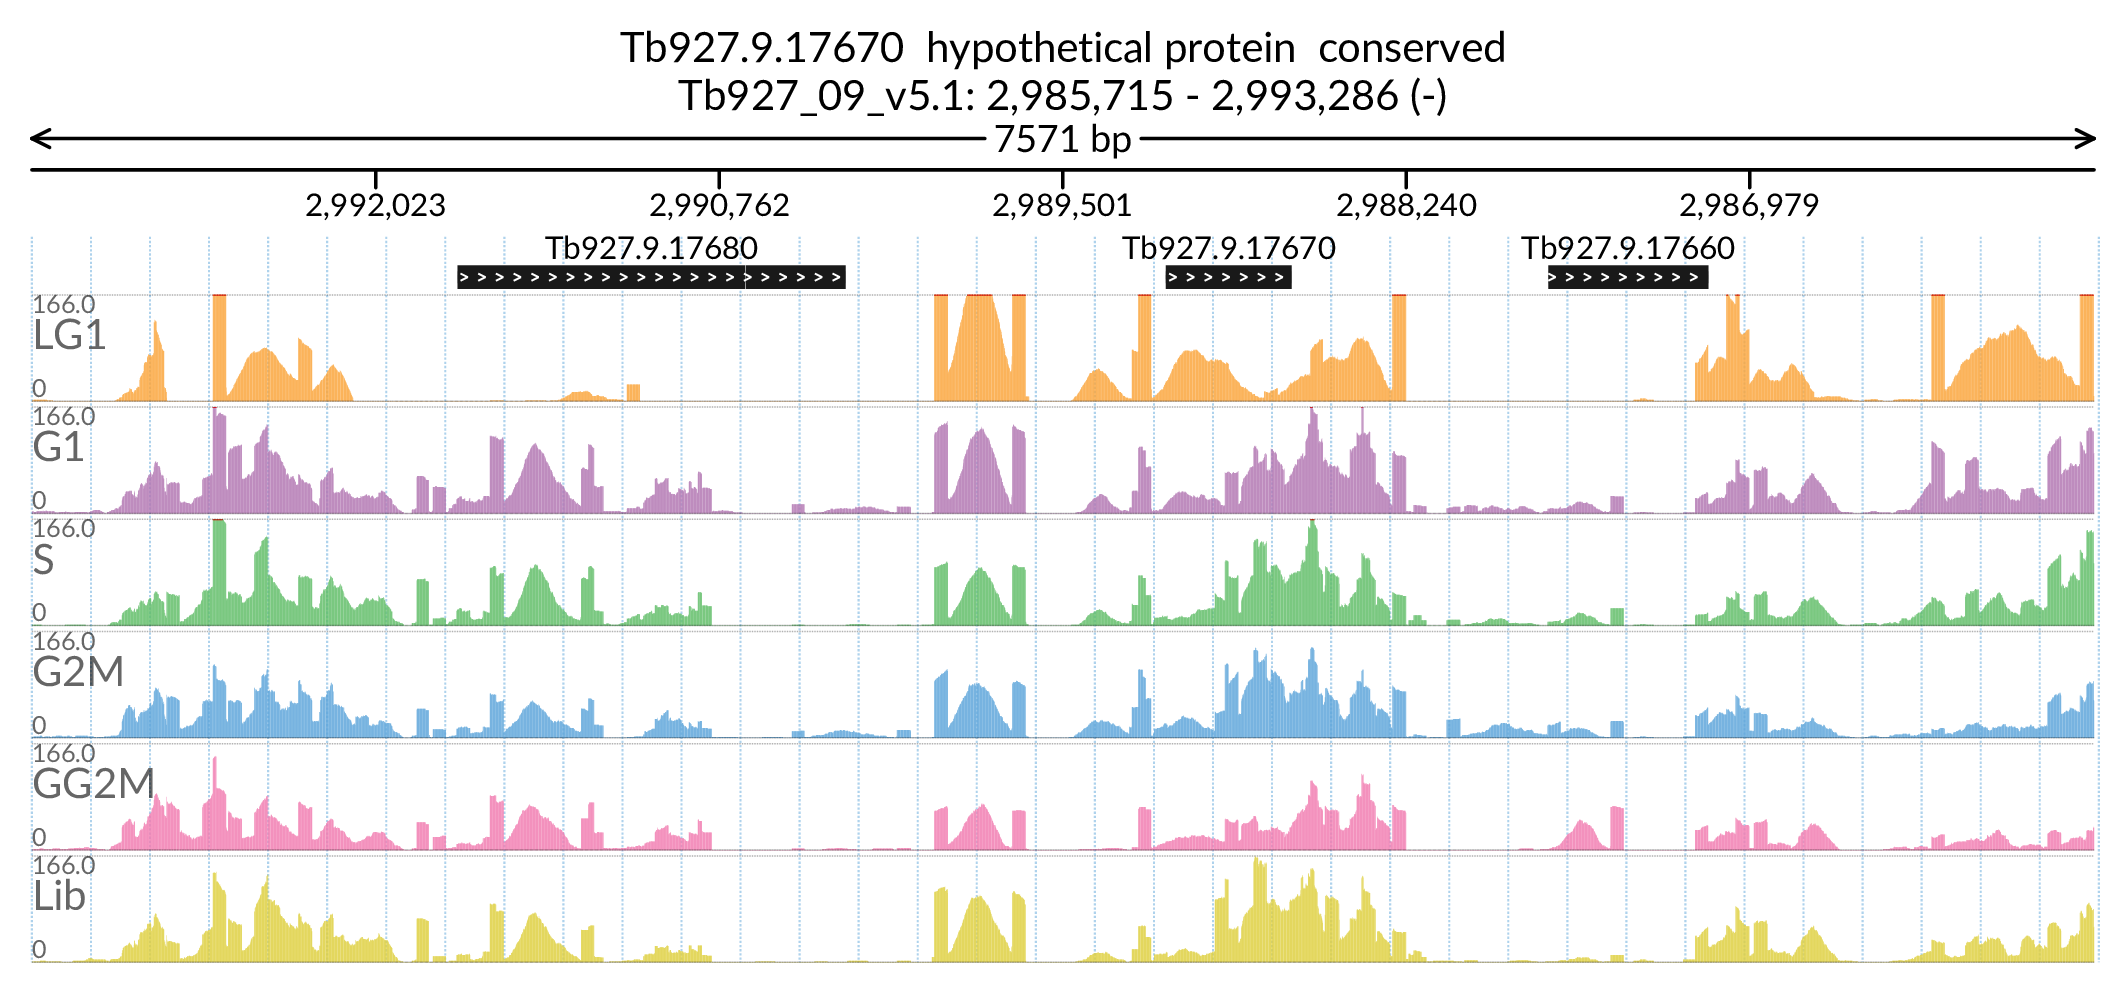 Tb927.9.17670 hypothetical protein conserved
Tb927_09_v5.1: 2,985,715 - 2,993,286 (-)
7571 bp
2,992,023 2,990,762 2,989,501 2,988,240 2,986,979
Tb927.9.17680 Tb927.9.17670 Tb927.9.17660
166.0
LG1
0
166.0
G1
0
166.0
S
0
166.0
G2M
0
166.0
GG2M
0
166.0
Lib
0